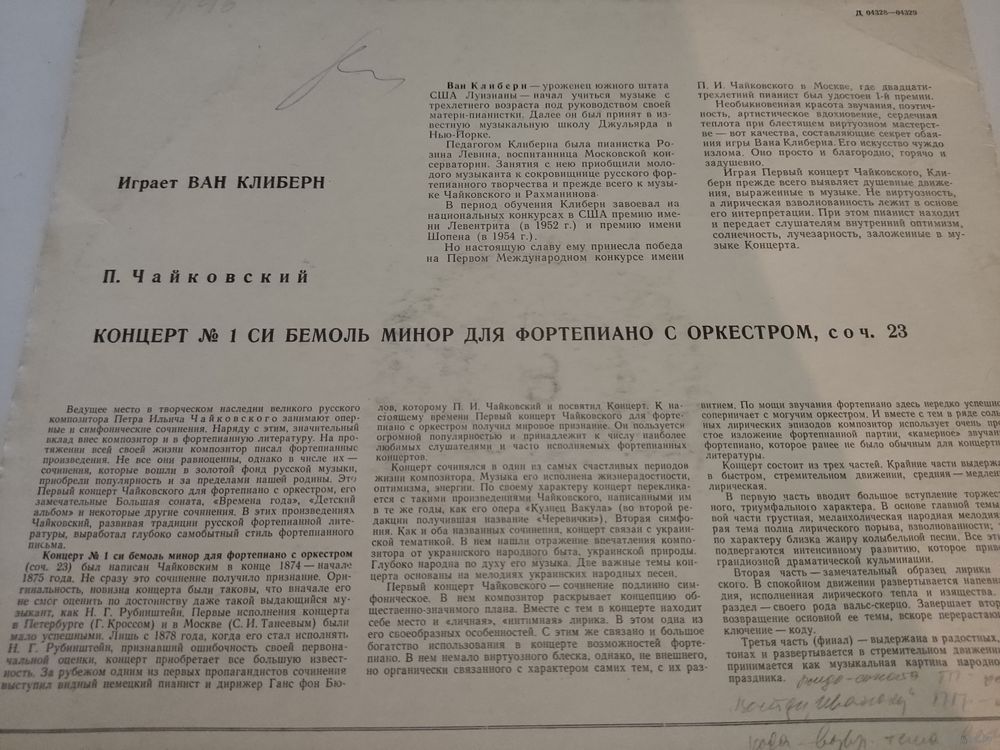 Д 04328—04329
Ван Клиберн — уроженец южного штата
США Луизианы — начал учиться музыке с
трехлетнего возраста под руководством своей
матери-пианистки. Далее он был принят в из-
вестную музыкальную школу Джульярда в
Нью-Йорке.
Педагогом Клиберна была пианистка Ро-
зина Левина, воспитанница Московской кон-
серватории. Занятия с нею приобщили моло-
дого музыканта к сокровищнице русского фор-
тепианного творчества и прежде всего к музы-
ке Чайковского и Рахманинова.
В период обучения Клиберн завоевал на
национальных конкурсах в США премию име-
ни Левентрита (в 1952 г.) и премию имени
Шопена (в 1954 г.).
Но настоящую славу ему принесла победа
на Первом Международном конкурсе имени
П. И. Чайковского в Москве, где двадцати-
трехлетний пианист был удостоен 1-й премии.
Необыкновенная красота звучания, поэтич-
ность, артистическое вдохновение, сердечная
теплота при блестящем виртуозном мастерст-
ве — вот качества, составляющие секрет обая-
ния игры Вана Клиберна. Его искусство чуждо
излома. Оно просто и благородно, горячо и
задушевно.
Играя Первый концерт Чайковского, Кли-
берн прежде всего выявляет душевные движе-
ния, выраженные в музыке. Не виртуозность,
а лирическая взволнованность лежит в основе
его интерпретации. При этом пианист находит
и передает слушателям внутренний оптимизм,
солнечность, лучезарность, заложенные в му-
зыке Концерта.
Играет ВАН КЛИБЕРН
П. Чайковский
КОНЦЕРТ № 1 СИ БЕМОЛЬ МИНОР ДЛЯ ФОРТЕПИАНО С ОРКЕСТРОМ, соч. 23
Ведущее место в творческом наследии великого русского
композитора Петра Ильича Чайковского занимают опер-
ные и симфонические сочинения. Наряду с этим, значительный
вклад внес композитор и в фортепианную литературу. На про-
тяжении всей своей жизни композитор писал фортепианные
произведения. Не все они равноценны, однако в числе их —
сочинения, которые вошли в золотой фонд русской музыки,
приобрели популярность и за пределами нашей родины. Это
Первый концерт Чайковского для фортепиано с оркестром, его
замечательные Большая соната, «Времена года», «Детский
альбом» и некоторые другие сочинения. В этих произведениях
Чайковский, развивая традиции русской фортепианной лите-
ратуры, выработал глубоко самобытный стиль фортепианного
письма.
Концерт № 1 си бемоль минор для фортепиано с оркестром
(соч. 23) был написан Чайковским в конце 1874 — начале
1875 года. Не сразу это сочинение получило признание. Ори-
гинальность, новизна концерта были таковы, что вначале его
не смог оценить по достоинству даже такой выдающийся му-
зыкант, как Н. Г. Рубинштейн. Первые исполнения концерта
в Петербурге (Г. Кроссом) и в Москве (С. И. Танеевым) были
мало успешными. Лишь с 1878 года, когда его стал исполнять
Н. Г. Рубинштейн, признавший ошибочность своей первона-
чальной оценки, концерт приобретает все большую извест-
ность. За рубежом одним из первых пропагандистов сочинения
выступил видный немецкий пианист и дирижер Ганс фон Бю-
лов, которому П. И. Чайковский и посвятил Концерт. К на-
стоящему времени Первый концерт Чайковского для форте-
пиано с оркестром получил мировое признание. Он пользуется
огромной популярностью и принадлежит к числу наиболее
любимых слушателями и часто исполняемых фортепианных
концертов.
Концерт сочинялся в один из самых счастливых периодов
жизни композитора. Музыка его исполнена жизнерадостности,
оптимизма, энергии. По своему характеру концерт переклика-
ется с такими произведениями Чайковского, написанными им
в те же годы, как его опера «Кузнец Вакула» (во второй ре-
дакции получившая название «Черевички»), Вторая симфо-
ния. Как и оба названных сочинения, концерт связан с украин-
ской тематикой. В нем нашли отражение впечатления компо-
зитора от украинского народного быта, украинской природы.
Глубоко народна по духу его музыка. Две важные темы кон-
церта основаны на мелодиях украинских народных песен.
Первый концерт Чайковского — сочинение подлинно сим-
фоническое. В нем композитор раскрывает концепцию об-
щественно-значимого плана. Вместе с тем в концерте находит
себе место и «личная», «интимная» лирика. В этом одна из
его своеобразных особенностей. С этим же связано и большое
богатство использования в концерте возможностей форте-
пиано. В нем немало виртуозного блеска, однако, не внешнего,
но органически связанного с характером самих тем, с их раз-
витием. По мощи звучания фортепиано здесь нередко успешно
соперничает с могучим оркестром. И вместе с тем в ряде соль-
ных лирических эпизодов композитор использует очень про-
стое изложение фортепианной партии, «камерное» звучан
фортепиано, которое ранее не было обычным для концертн
литературы.
Концерт состоит из трех частей. Крайние части выдержа
в быстром, стремительном движении, средняя — медлен
лирическая.
В первую часть вводит большое вступление торжест
ного, триумфального характера. В основе главной темы
вой части грустная, меланхолическая народная мелодия,
рая тема полна лирического порыва, взволнованности;
по характеру близка жанру колыбельной песни. Все эти
подвергаются интенсивному развитию, которое приво
грандиозной драматической кульминации.
Вторая часть — замечательный образец лирики
ского. В спокойном движении развертывается напевн
дия, исполненная лирического тепла и изящества.
раздел — своего рода вальс-скерцо. Завершает втор
возвращение основной ее темы, вскоре перерастаю
ключение — коду.
Третья часть (финал) — выдержана в радостных,
тонах и развертывается в стремительном движении
принимается как музыкальная картина народно
праздника.
рондо-соната
кода – возвр. тема